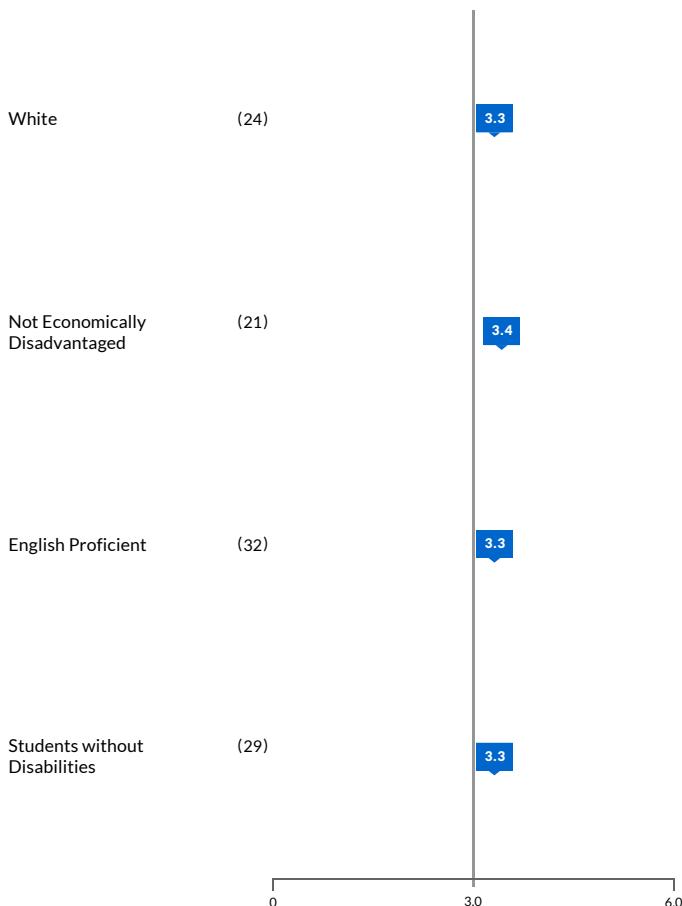 White (24) 3.3
Not Economically (21) 3.4
Disadvantaged
English Proficient (32) 3.3
Students without (29) 3.3
Disabilities
0 3.0 6.0